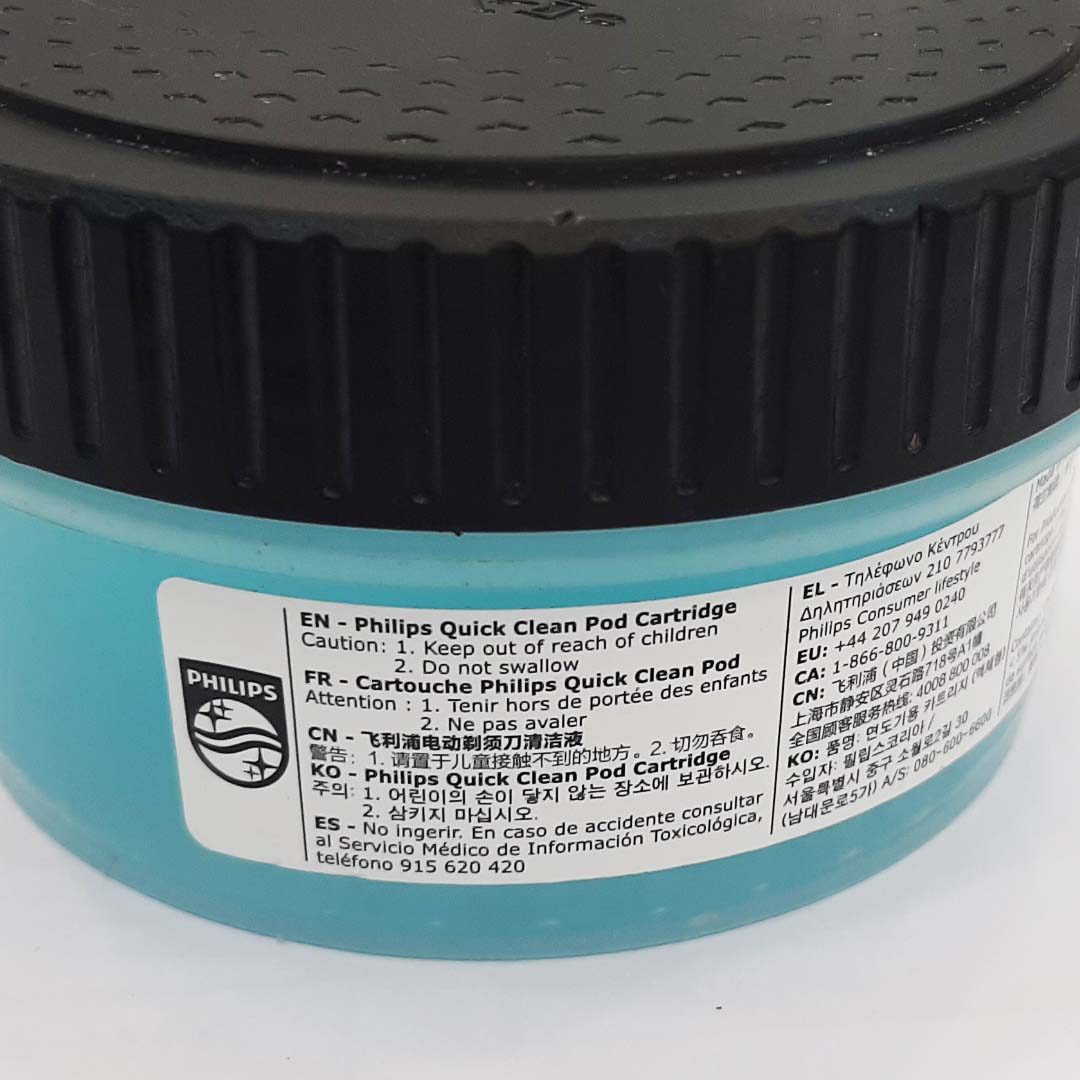 PHILIPS
EN - Philips Quick Clean Pod Cartridge
Caution: 1. Keep out of reach of children
2. Do not swallow
FR - Cartouche Philips Quick Clean Pod
Attention : 1. Tenir hors de portée des enfants
2. Ne pas avaler
CN - 飞利浦电动剃须刀清洁液
警告: 1. 请置于儿童接触不到的地方。2. 切勿吞食。
KO - Philips Quick Clean Pod Cartridge
주의: 1. 어린이의 손이 닿지 않는 장소에 보관하시오.
2. 삼키지 마십시오.
ES - No ingerir. En caso de accidente consultar
al Servicio Médico de Información Toxicológica,
teléfono 915 620 420
EL - Τηλέφωνο Κέντρου
Δηλητηριάσεων 210 7793777
Philips Consumer lifestyle
EU: +44 207 949 0240
CA: 1-866-800-9311
CN: 飞利浦（中国）投资有限公司
上海市静安区灵石路718号A1幢
全国顾客服务热线: 4008 800 008
KO: 품명: 면도기용 카트리지 (액체형)
수입자: 필립스코리아 /
서울특별시 중구 소월로2길 30
(남대문로5가) A/S: 080-600-6600